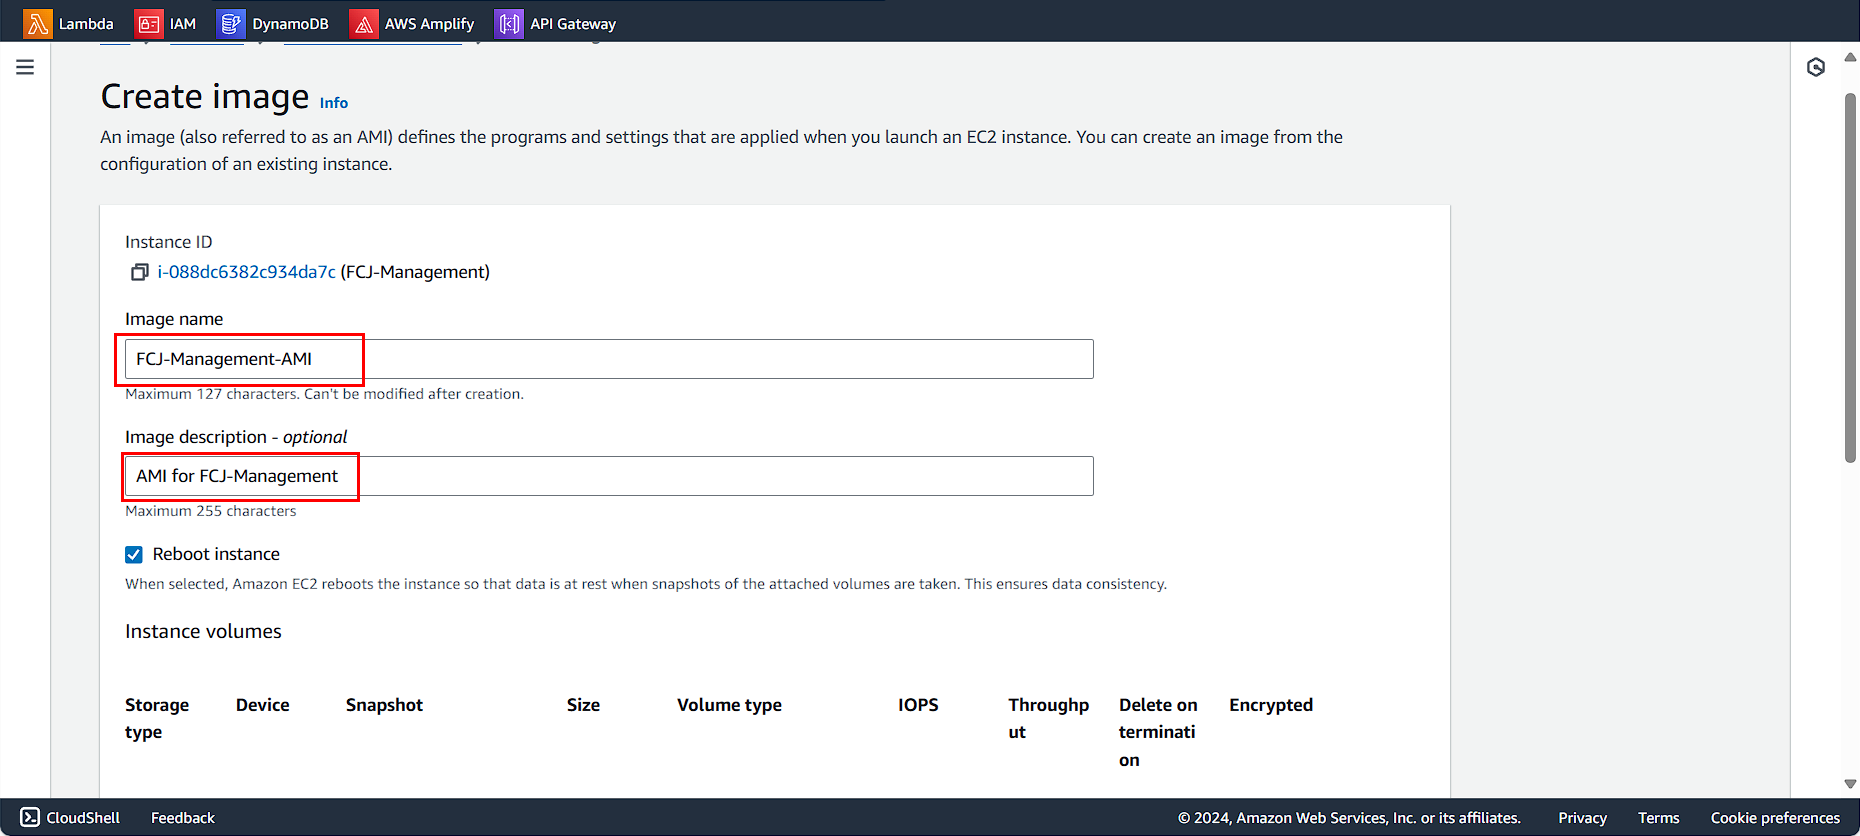 Lambda IAM DynamoDB AWS Amplify API Gateway
Create image Info
An image (also referred to as an AMI) defines the programs and settings that are applied when you launch an EC2 instance. You can create an image from the
configuration of an existing instance.
Instance ID
i-088dc6382c934da7c (FCJ-Management)
Image name
FCJ-Management-AMI
Maximum 127 characters. Can't be modified after creation.
Image description - optional
AMI for FCJ-Management
Maximum 255 characters
Reboot instance
When selected, Amazon EC2 reboots the instance so that data is at rest when snapshots of the attached volumes are taken. This ensures data consistency.
Instance volumes
Storage Device Snapshot Size Volume type IOPS Throughp Delete on Encrypted
type ut terminati
on
CloudShell Feedback © 2024, Amazon Web Services, Inc. or its affiliates. Privacy Terms Cookie preferences